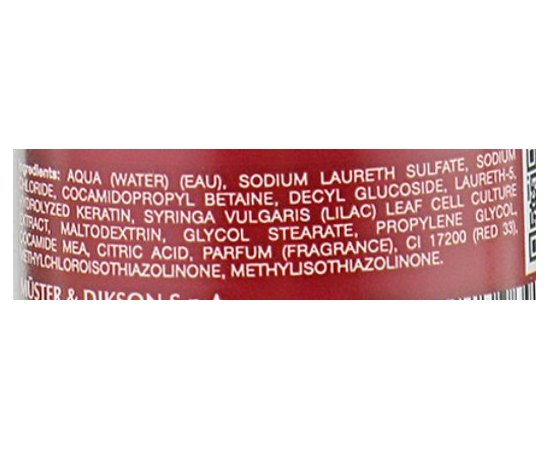 Ingredients: AQUA (WATER) (EAU), SODIUM LAURETH SULFATE, SODIUM
CHLORIDE, COCAMIDOPROPYL BETAINE, DECYL GLUCOSIDE, LAURETH-5,
HYDROLYZED KERATIN, SYRINGA VULGARIS (LILAC) LEAF CELL CULTURE
EXTRACT, MALTODEXTRIN, GLYCOL STEARATE, PROPYLENE GLYCOL,
COCAMIDE MEA, CITRIC ACID, PARFUM (FRAGRANCE), CI 17200 (RED 33),
METHYLCHLOROISOTHIAZOLINONE, METHYLISOTHIAZOLINONE.
MÜSTER & DIKSON S.p.A.